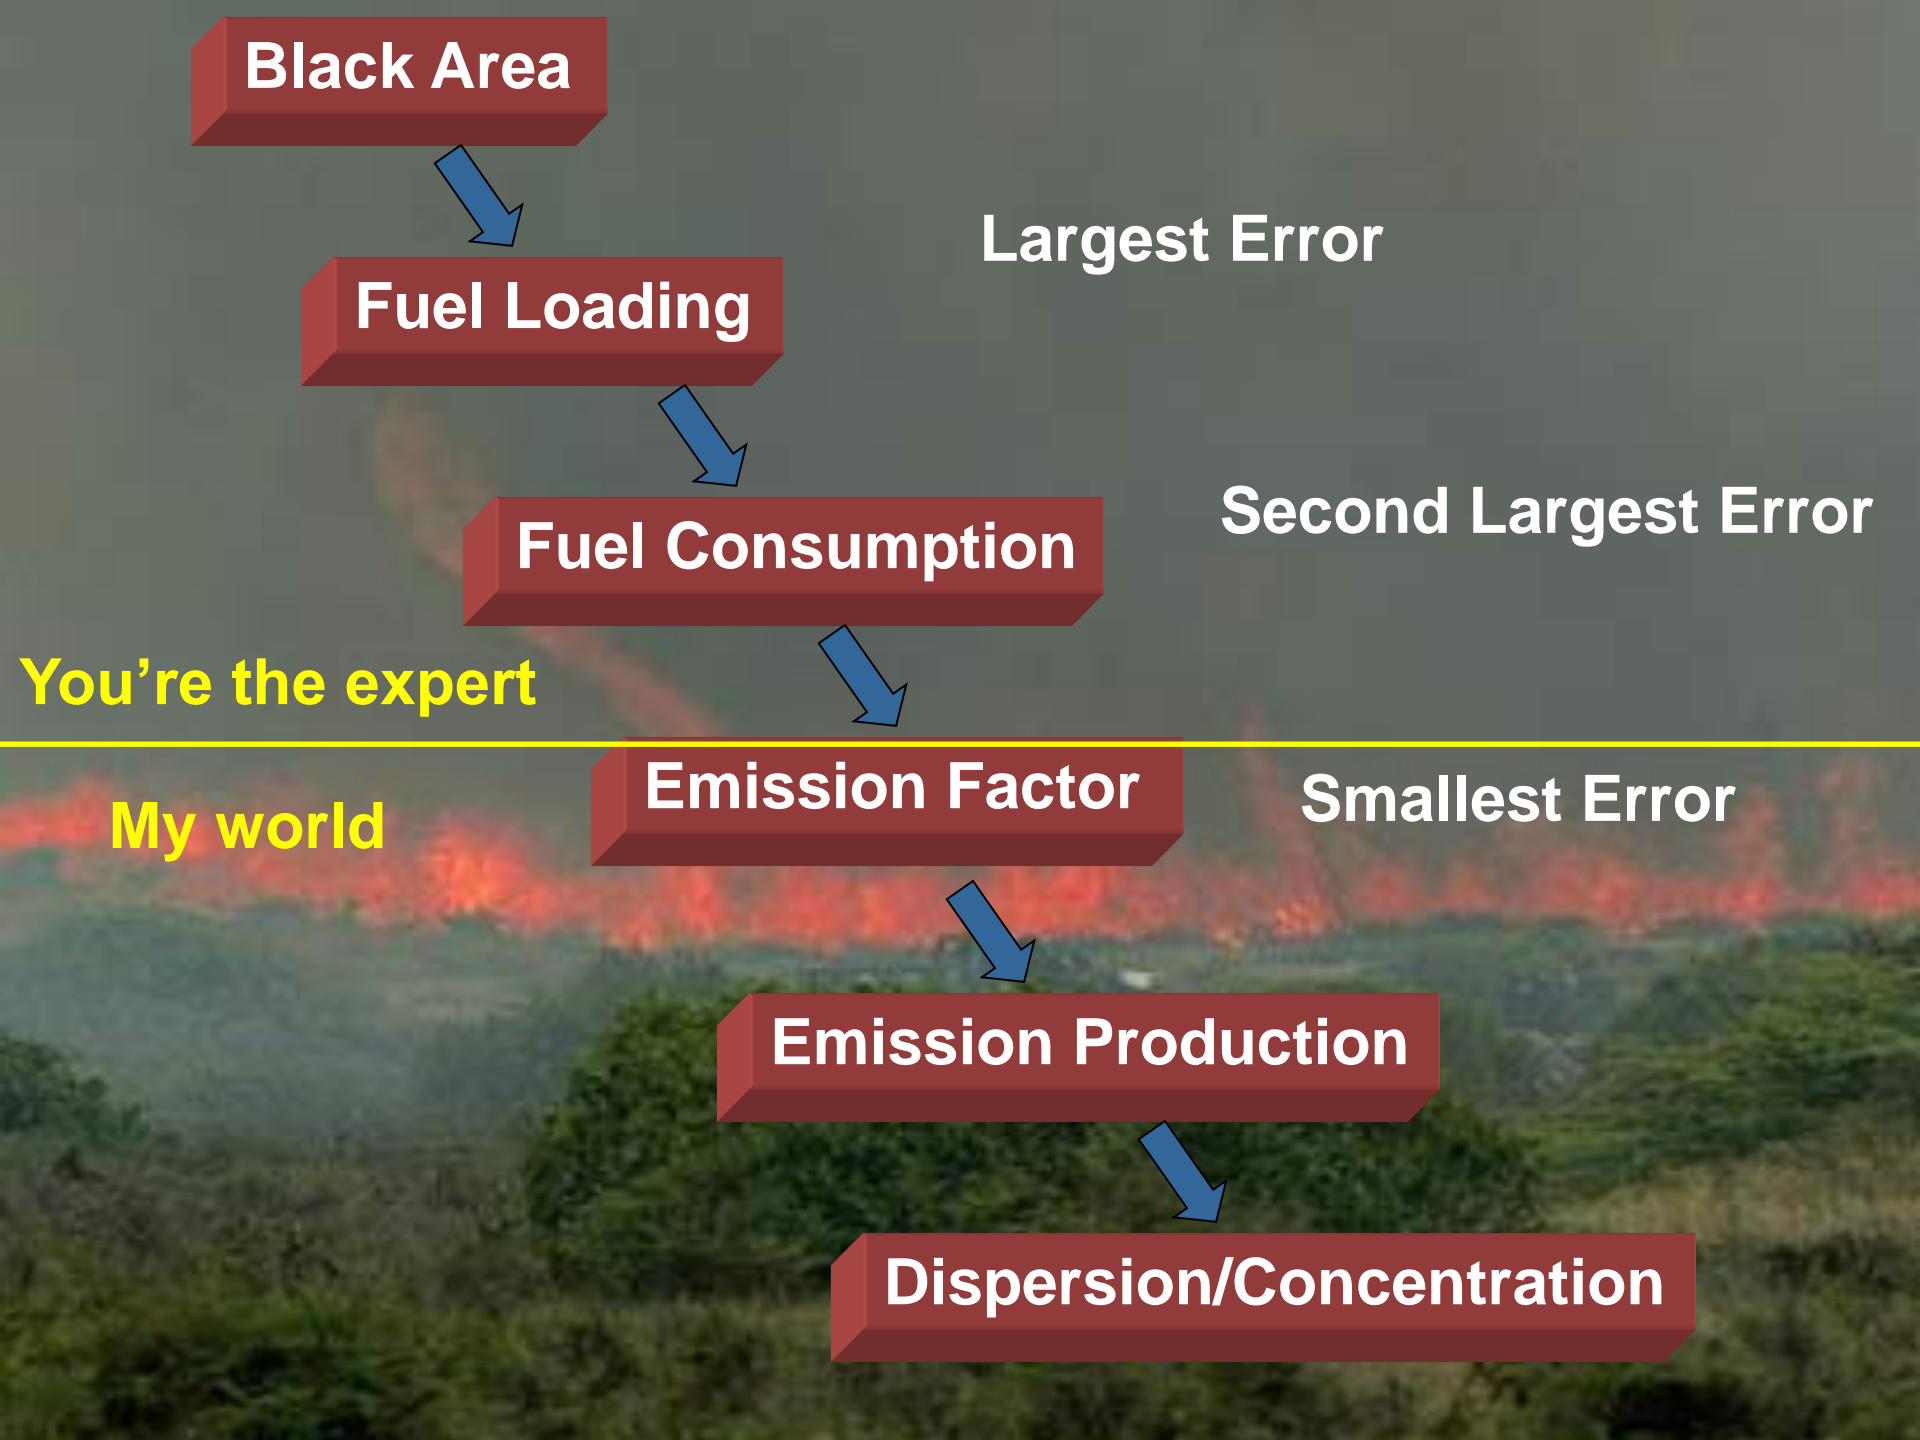 Black Area
Largest Error
Fuel Loading
Second Largest Error
Fuel Consumption
You’re the expert
Emission Factor
Smallest Error
My world
Emission Production
Dispersion/Concentration